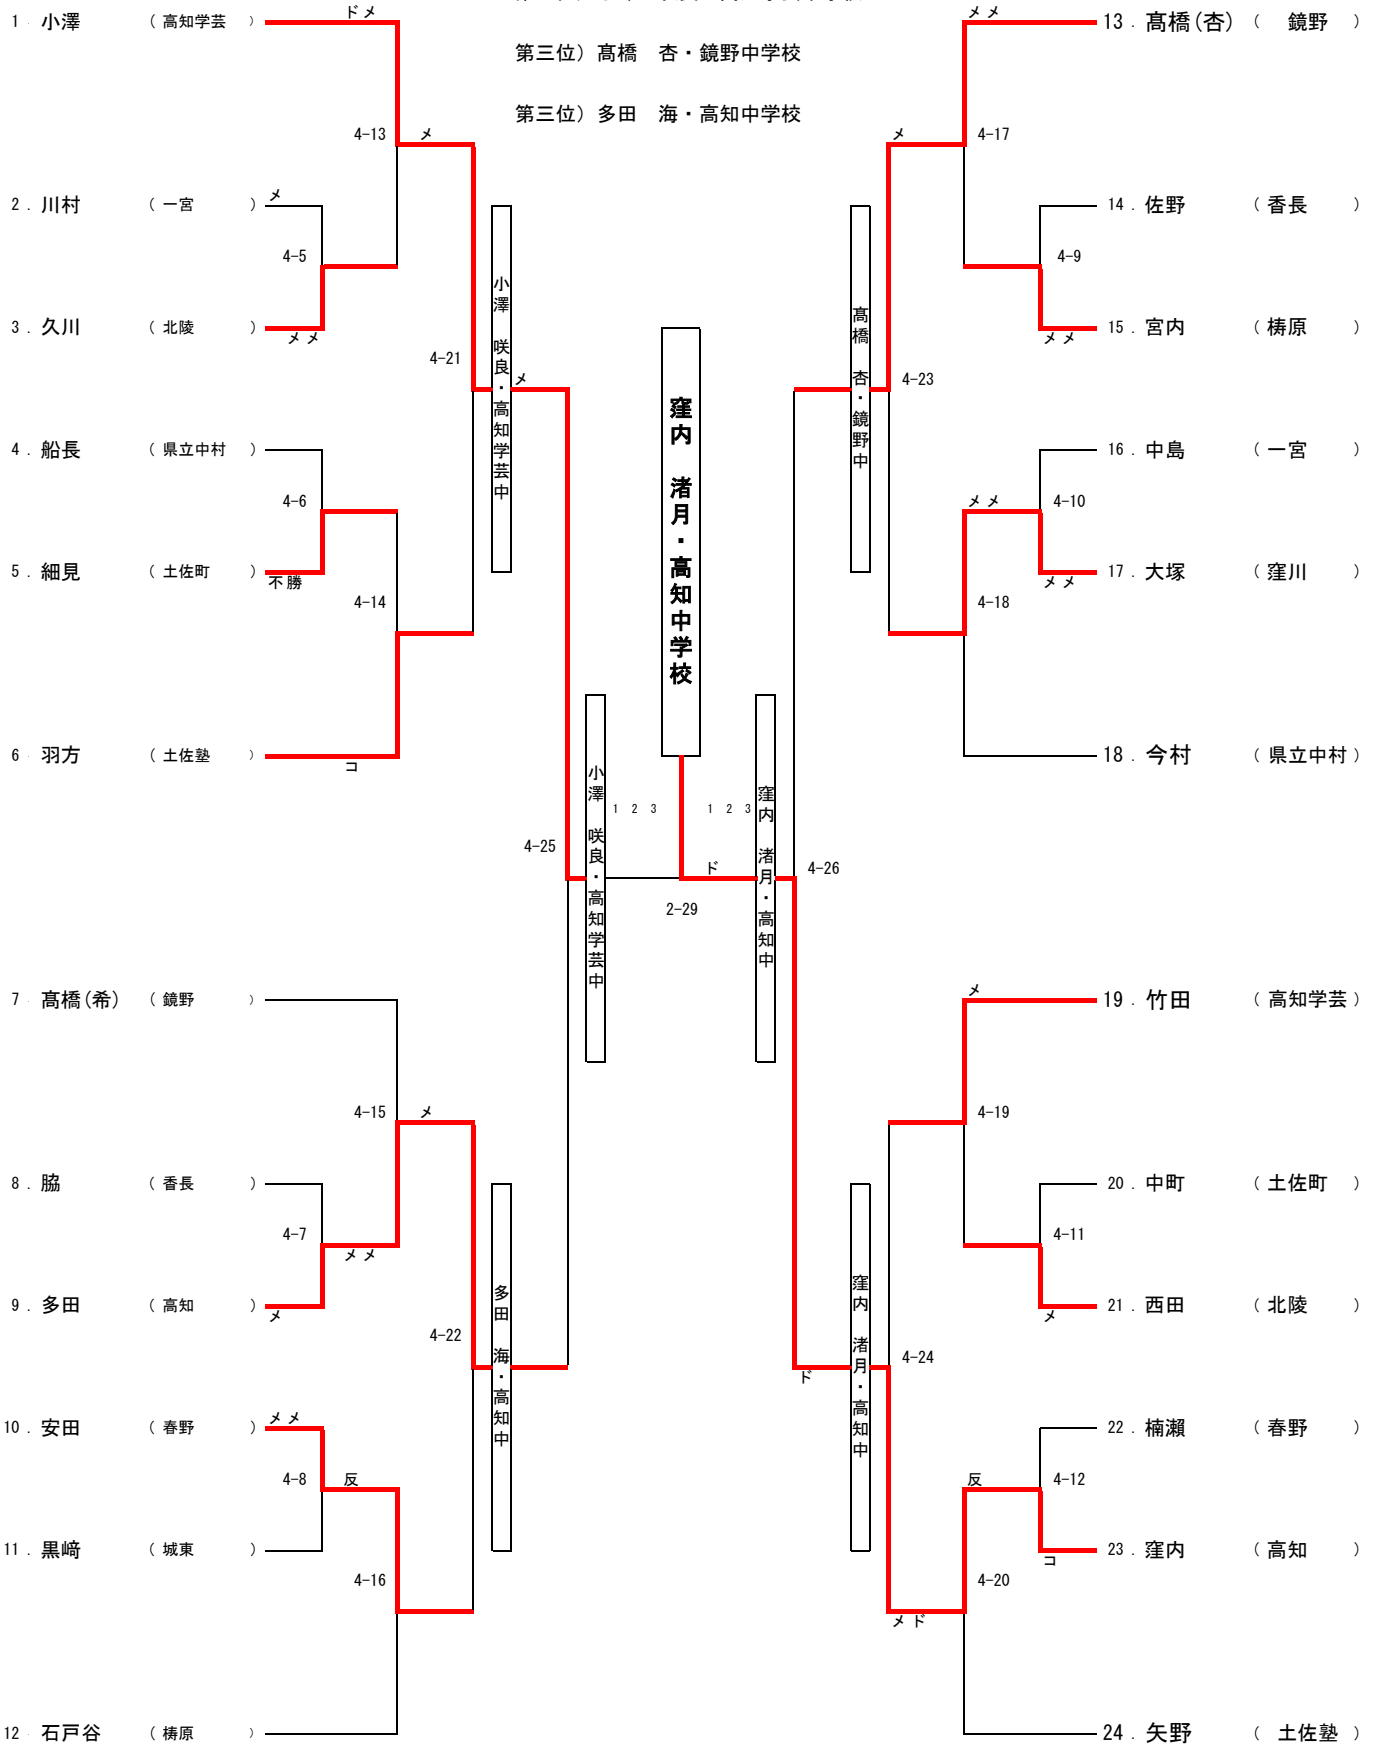 第三位）髙橋　杏・鏡野中学校
第三位）多田　海・高知中学校
1 小澤 （ 高知学芸 ）
ドメ
4-13
メ
2 . 川村 （ 一宮 ）
メ
4-5
3 . 久川 （ 北陵 ）
メメ
4-21
4 . 船長 （ 県立中村 ）
4-6
5 . 細見 （ 土佐町 ）
不勝
4-14
6 羽方 （ 土佐塾 ）
コ
小澤　咲良・高知学芸中
メ
4-25
7 髙橋(希) （ 鏡野 ）
4-15
メ
8 . 脇 （ 香長 ）
4-7
メメ
9 . 多田 （ 高知 ）
メ
4-22
10 . 安田 （ 春野 ）
メメ
4-8
反
11 . 黒﨑 （ 城東 ）
4-16
12 石戸谷 （ 梼原 ）
多田　海・高知中
小澤　咲良・高知学芸中
1 2 3
窪内　渚月・高知中学校
1 2 3
ド
2-29
窪内　渚月・高知中
4-26
メメ
13 . 髙橋(杏) （ 鏡野 ）
メ
4-17
14 . 佐野 （ 香長 ）
4-9
15 . 宮内 （ 梼原 ）
メメ
髙橋　杏・鏡野中
4-23
16 . 中島 （ 一宮 ）
メメ
4-10
17 . 大塚 （ 窪川 ）
メメ
4-18
18 . 今村 （ 県立中村 ）
メ
19 . 竹田 （ 高知学芸 ）
4-19
20 . 中町 （ 土佐町 ）
4-11
21 . 西田 （ 北陵 ）
メ
窪内　渚月・高知中
ド
4-24
22 . 楠瀬 （ 春野 ）
反
4-12
23 . 窪内 （ 高知 ）
コ
4-20
メド
24 . 矢野 （ 土佐塾 ）